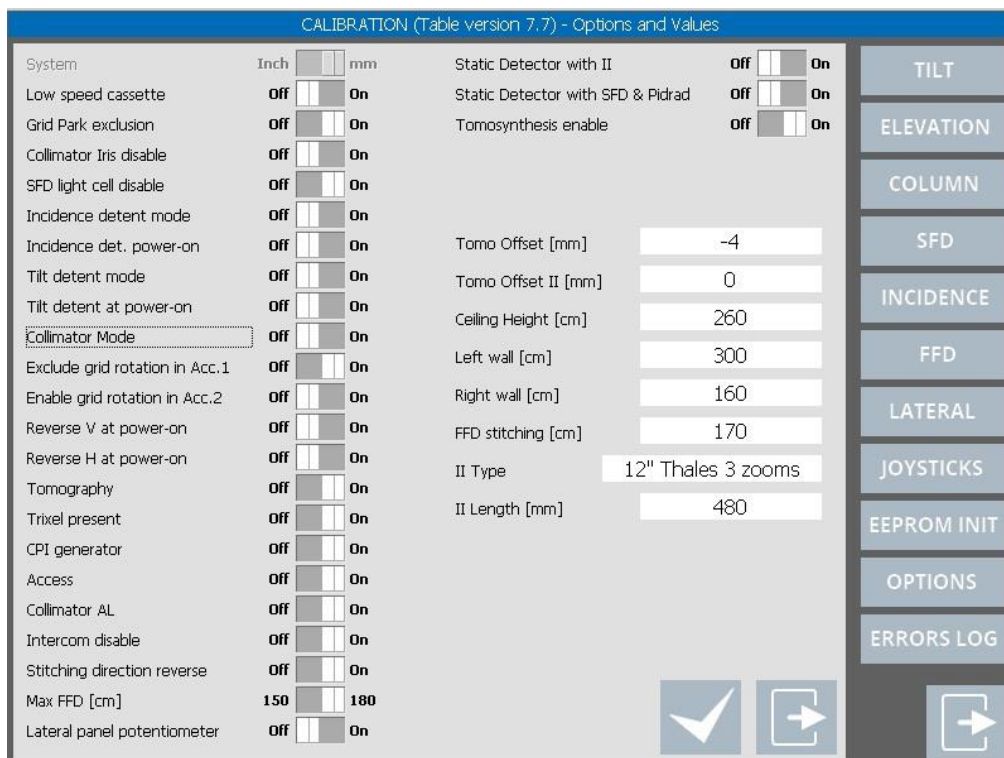 CALIBRATION (Table version 7.7) - Options and Values
System Inch mm
Low speed cassette Off On
Grid Park exclusion Off On
Collimator Iris disable Off On
SFD light cell disable Off On
Incidence detent mode Off On
Incidence det. power-on Off On
Tilt detent mode Off On
Tilt detent at power-on Off On
Collimator Mode Off On
Exclude grid rotation in Acc.1 Off On
Enable grid rotation in Acc.2 Off On
Reverse V at power-on Off On
Reverse H at power-on Off On
Tomography Off On
Trixel present Off On
CPI generator Off On
Access Off On
Collimator AL Off On
Intercom disable Off On
Stitching direction reverse Off On
Max FFD [cm] 150 180
Lateral panel potentiometer Off On
Static Detector with II Off On
Static Detector with SFD & Pidrad Off On
Tomosynthesis enable Off On
Tomo Offset [mm] -4
Tomo Offset II [mm] 0
Ceiling Height [cm] 260
Left wall [cm] 300
Right wall [cm] 160
FFD stitching [cm] 170
II Type 12" Thales 3 zooms
II Length [mm] 480
TILT
ELEVATION
COLUMN
SFD
INCIDENCE
FFD
LATERAL
JOYSTICKS
EEPROM INIT
OPTIONS
ERRORS LOG